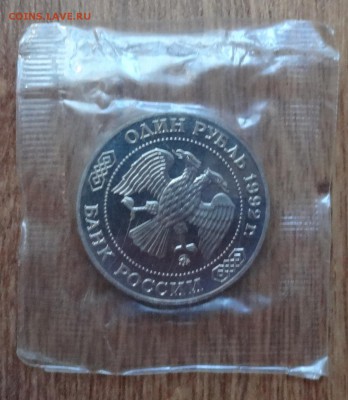 COINS.LAVE.RU
ОДИН РУБЛЬ 1992 г.
БАНК РОССИИ